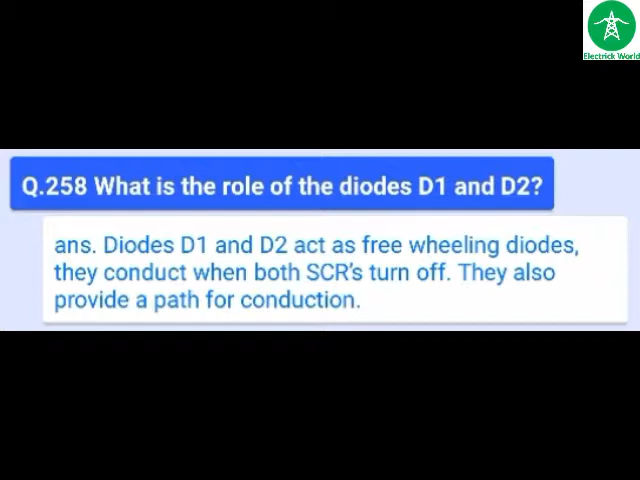 Electrick World
Q.258 What is the role of the diodes D1 and D2?
ans. Diodes D1 and D2 act as free wheeling diodes,
they conduct when both SCR's turn off. They also
provide a path for conduction.